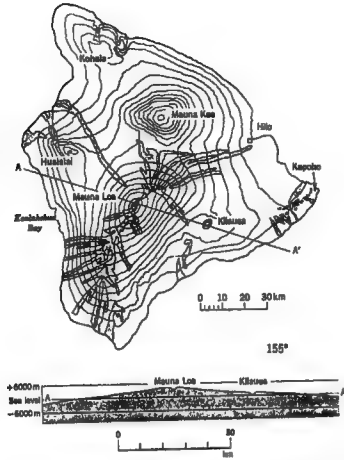 Kohala
Mauna Kea
Hilo
Hualalai
Kapoho
A
Mauna Loa
Kilauea
Bay
A'
0 10 20 30 km
155°
Mauna Loa Kilauea
+6000 m
Sea level A A'
-6000 m
0 50
km